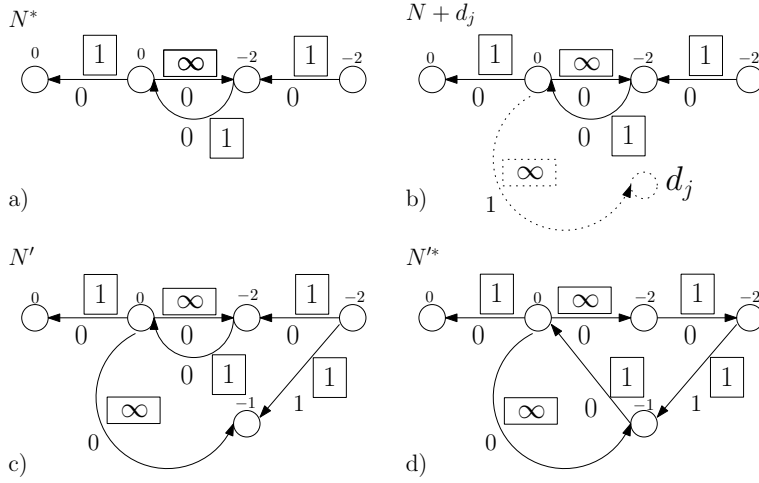 N* N + d_j
0 1 0 ∞ -2 1 -2 0 1 0 ∞ -2 1 -2
0 0 0 0 0 0
0 1 0 1
∞
d_j
1
a) b)
N' N'*
0 1 0 ∞ -2 1 -2 0 1 0 ∞ -2 1 -2
0 0 0 0 0 0
0 1 1 1 1
∞ -1 1 ∞ 0 -1 1
0 0
c) d)